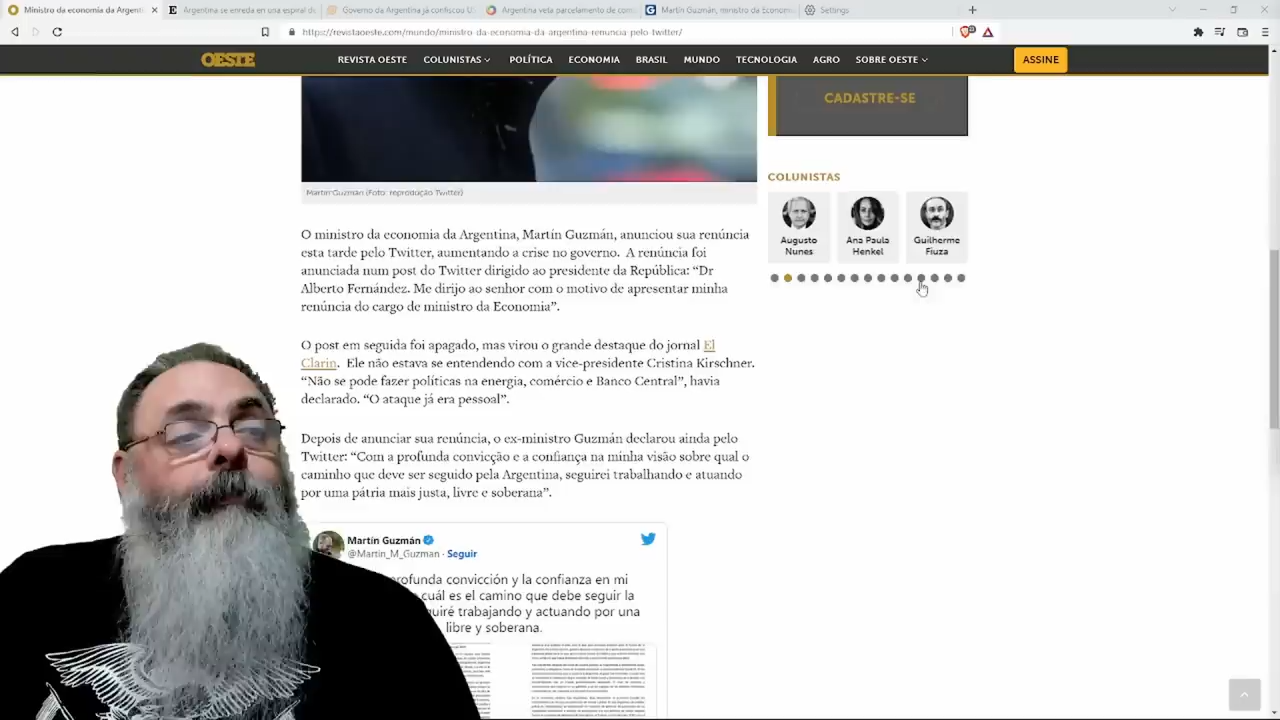 Ministro da economia da Argenti
Argentina se enreda en una espiral de
Governo da Argentina já confiscou U
Argentina veta parcelamento de com
Martín Guzmán, ministro da Economi
Settings
https://revistaoeste.com/mundo/ministro-da-economia-da-argentina-renuncia-pelo-twitter/
OESTE
REVISTA OESTE
COLUNISTAS
POLÍTICA
ECONOMIA
BRASIL
MUNDO
TECNOLOGIA
AGRO
SOBRE OESTE
ASSINE
CADASTRE-SE
Martín Guzmán (Foto: reprodução Twitter)
COLUNISTAS
Augusto
Nunes
Ana Paula
Henkel
Guilherme
Fiuza
O ministro da economia da Argentina, Martín Guzmán, anunciou sua renúncia
esta tarde pelo Twitter, aumentando a crise no governo.  A renúncia foi
anunciada num post do Twitter dirigido ao presidente da República: “Dr
Alberto Fernández. Me dirijo ao senhor com o motivo de apresentar minha
renúncia do cargo de ministro da Economia”.
O post em seguida foi apagado, mas virou o grande destaque do jornal El
Clarin.  Ele não estava se entendendo com a vice-presidente Cristina Kirschner.
“Não se pode fazer políticas na energia, comércio e Banco Central”, havia
declarado. “O ataque já era pessoal”.
Depois de anunciar sua renúncia, o ex-ministro Guzmán declarou ainda pelo
Twitter: “Com a profunda convicção e a confiança na minha visão sobre qual o
caminho que deve ser seguido pela Argentina, seguirei trabalhando e atuando
por uma pátria mais justa, livre e soberana”.
Martín Guzmán
@Martin_M_Guzman · Seguir
profunda convicción y la confianza en mi
cuál es el camino que debe seguir la
uiré trabajando y actuando por una
libre y soberana.